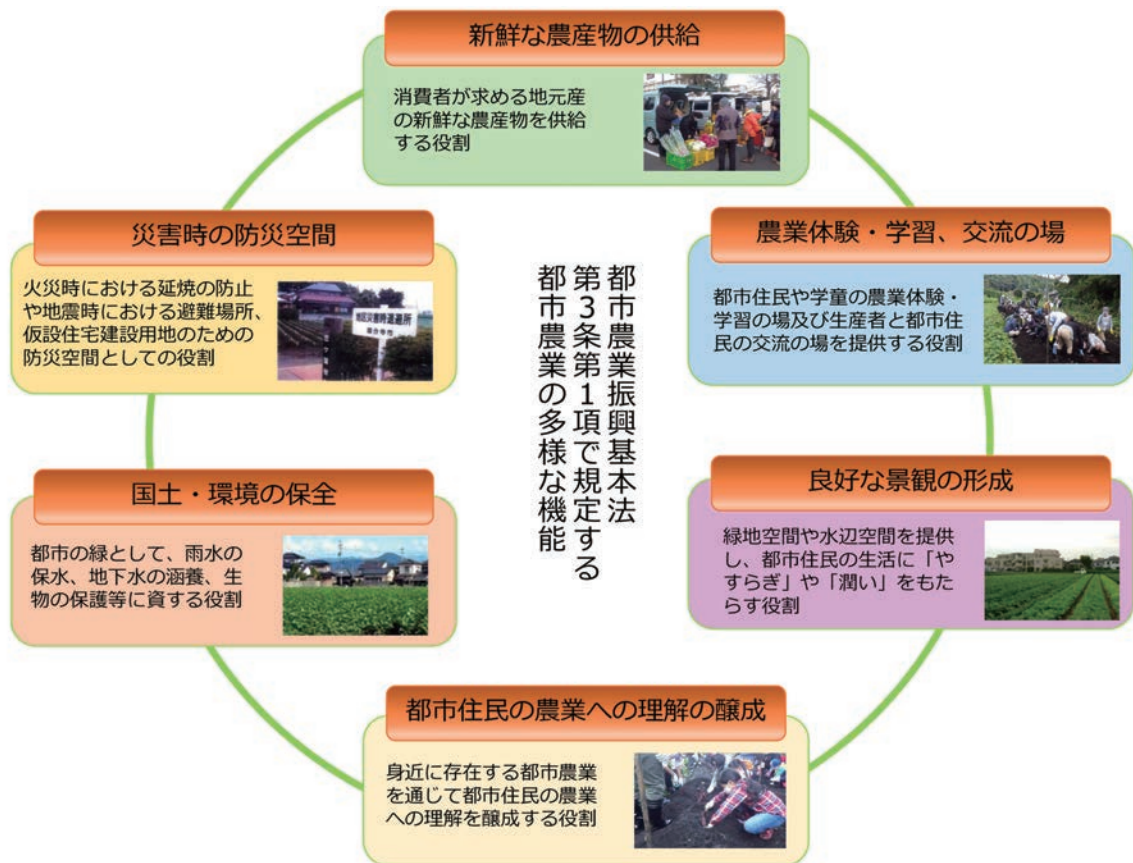 新鮮な農産物の供給
消費者が求める地元産
の新鮮な農産物を供給
する役割
農業体験・学習、交流の場
都市住民や学童の農業体験・
学習の場及び生産者と都市住
民の交流の場を提供する役割
良好な景観の形成
緑地空間や水辺空間を提供
し、都市住民の生活に「や
すらぎ」や「潤い」をもた
らす役割
都市住民の農業への理解の醸成
身近に存在する都市農業
を通じて都市住民の農業
への理解を醸成する役割
国土・環境の保全
都市の緑として、雨水の
保水、地下水の涵養、生
物の保護等に資する役割
災害時の防災空間
火災時における延焼の防止
や地震時における避難場所、
仮設住宅建設用地のための
防災空間としての役割
都市農業振興基本法
第3条第1項で規定する
都市農業の多様な機能